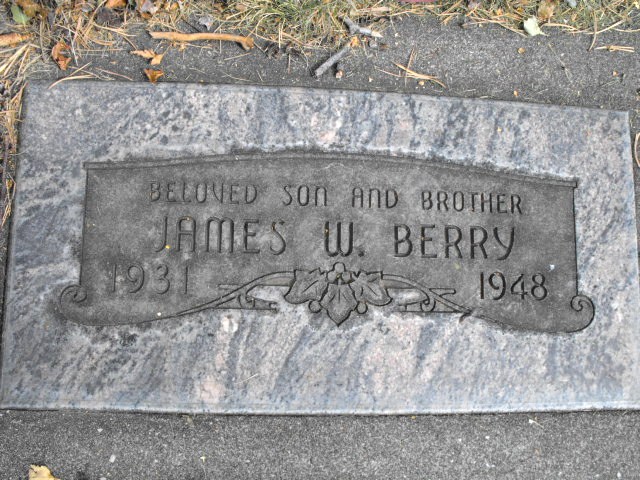 BELOVED SON AND BROTHER
JAMES W. BERRY
1931 1948